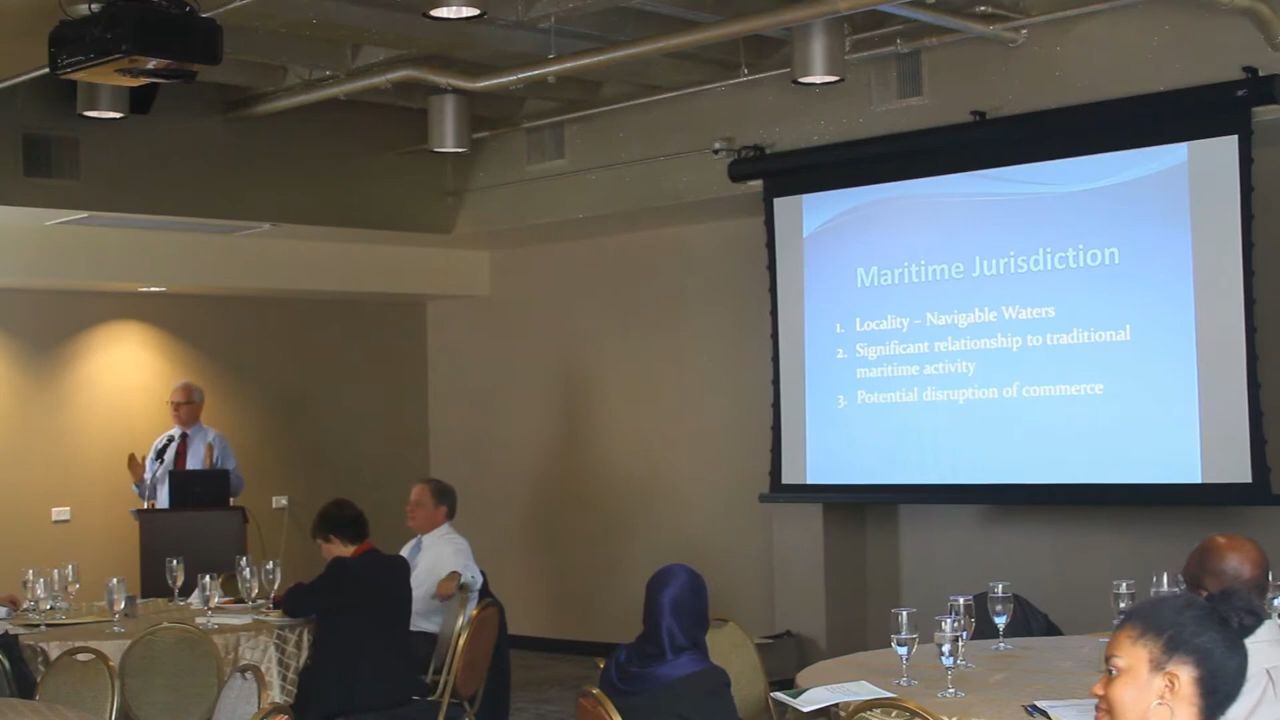 Maritime Jurisdiction
1. Locality – Navigable Waters
2. Significant relationship to traditional
maritime activity
3. Potential disruption of commerce